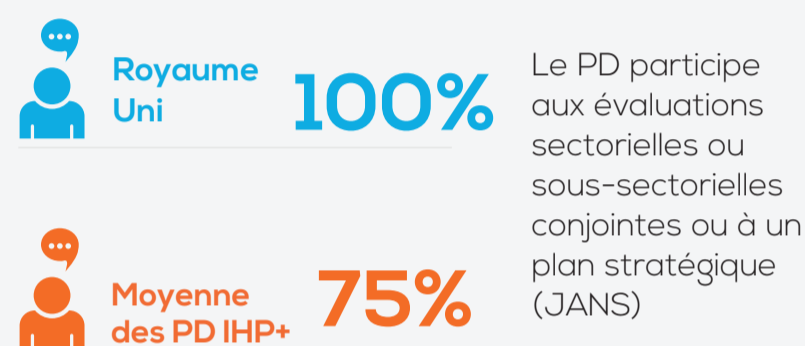 Royaume
Uni
100%
Le PD participe
aux évaluations
sectorielles ou
sous-sectorielles
conjointes ou à un
plan stratégique
(JANS)
Moyenne
des PD IHP+
75%